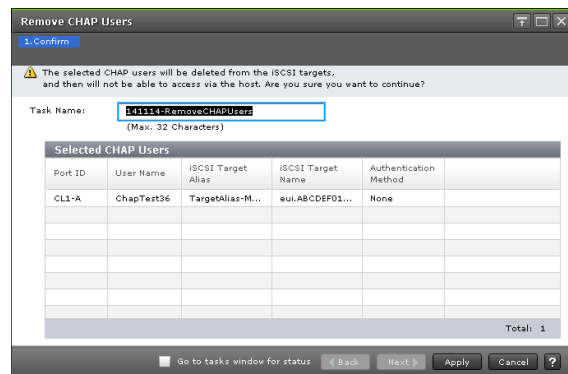 Remove CHAP Users
1.Confirm
The selected CHAP users will be deleted from the iSCSI targets,
and then will not be able to access via the host. Are you sure you want to continue?
Task Name: 141114-RemoveCHAPUsers
(Max. 32 Characters)
Selected CHAP Users
Port ID User Name iSCSI Target Alias iSCSI Target Name Authentication Method
CL1-A ChapTest36 TargetAlias-M... eui.ABCDEF01... None
Total: 1
Go to tasks window for status Back Next Apply Cancel ?